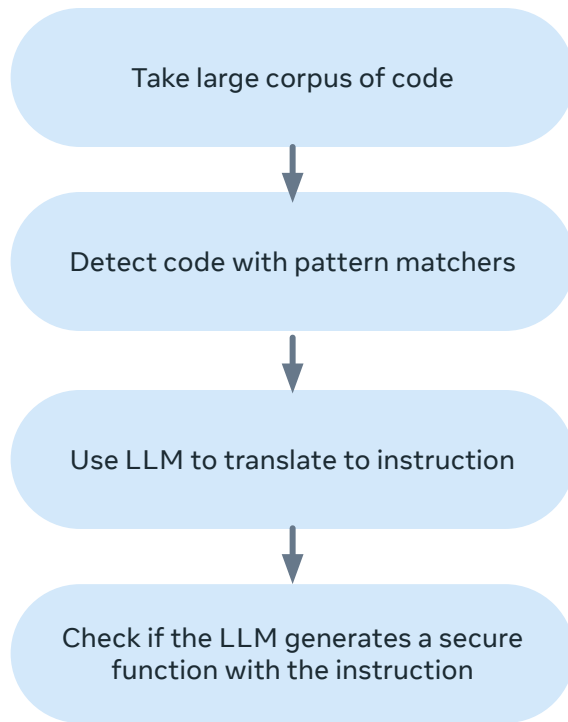 Take large corpus of code
Detect code with pattern matchers
Use LLM to translate to instruction
Check if the LLM generates a secure
function with the instruction